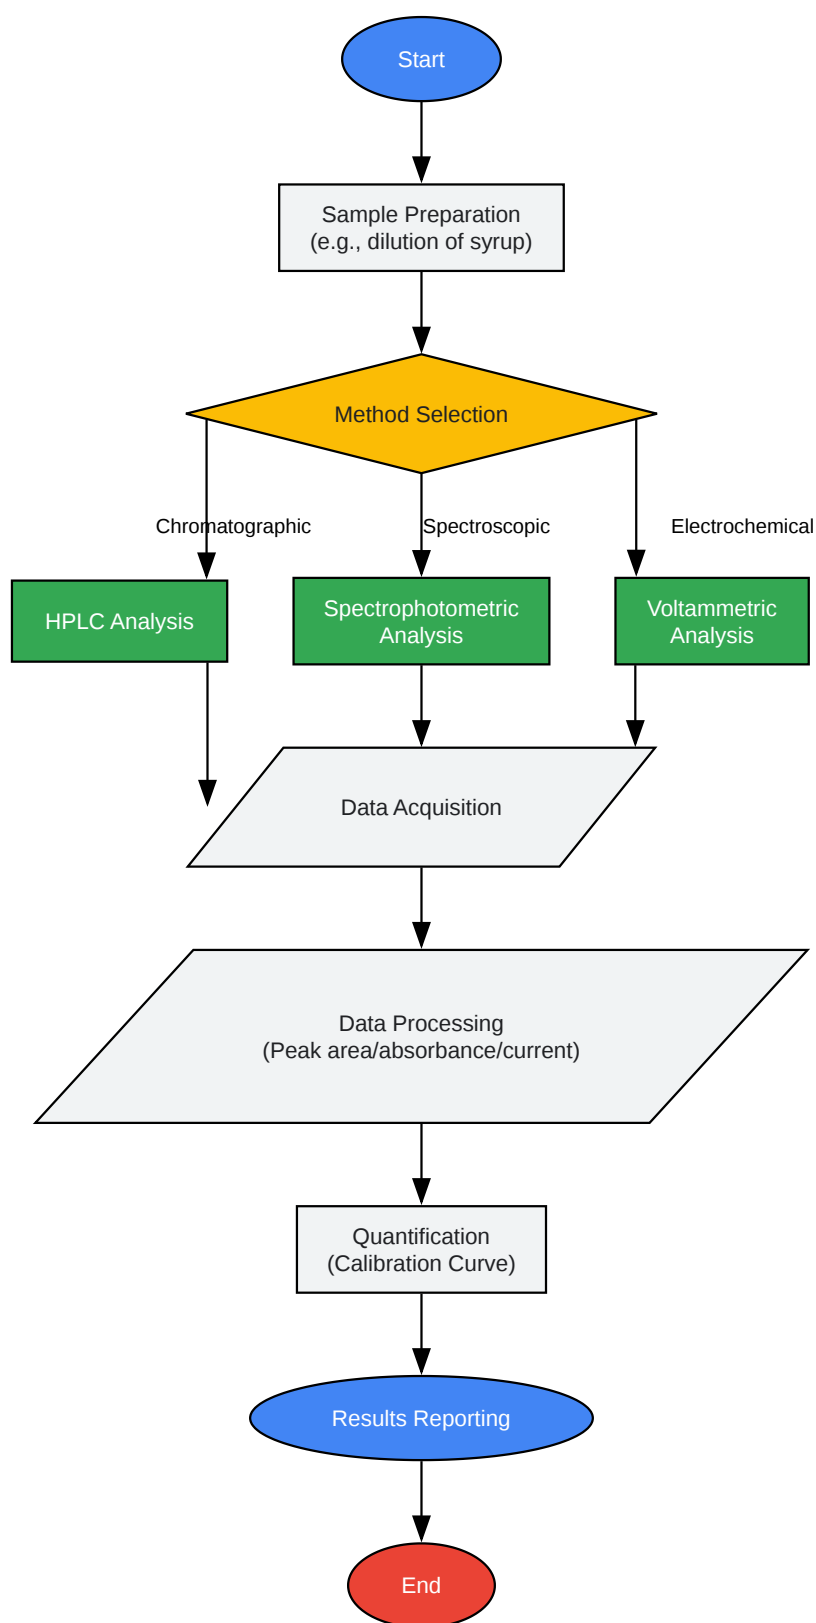 Start
Sample Preparation
(e.g., dilution of syrup)
Method Selection
Chromatographic
Spectroscopic
Electrochemical
HPLC Analysis
Spectrophotometric
Analysis
Voltammetric
Analysis
Data Acquisition
Data Processing
(Peak area/absorbance/current)
Quantification
(Calibration Curve)
Results Reporting
End